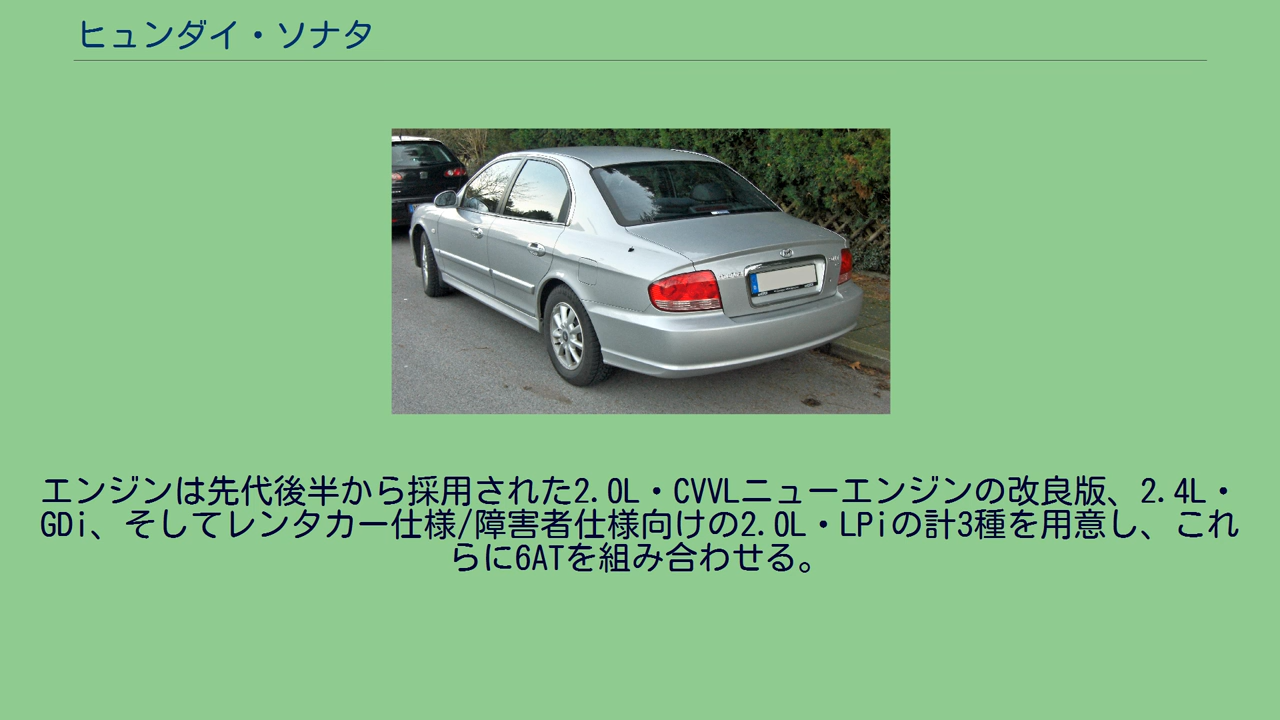 ヒュンダイ・ソナタ
エンジンは先代後半から採用された2.0L・CVVLニューエンジンの改良版、2.4L・
GDi、そしてレンタカー仕様/障害者仕様向けの2.0L・LPiの計3種を用意し、これ
らに6ATを組み合わせる。